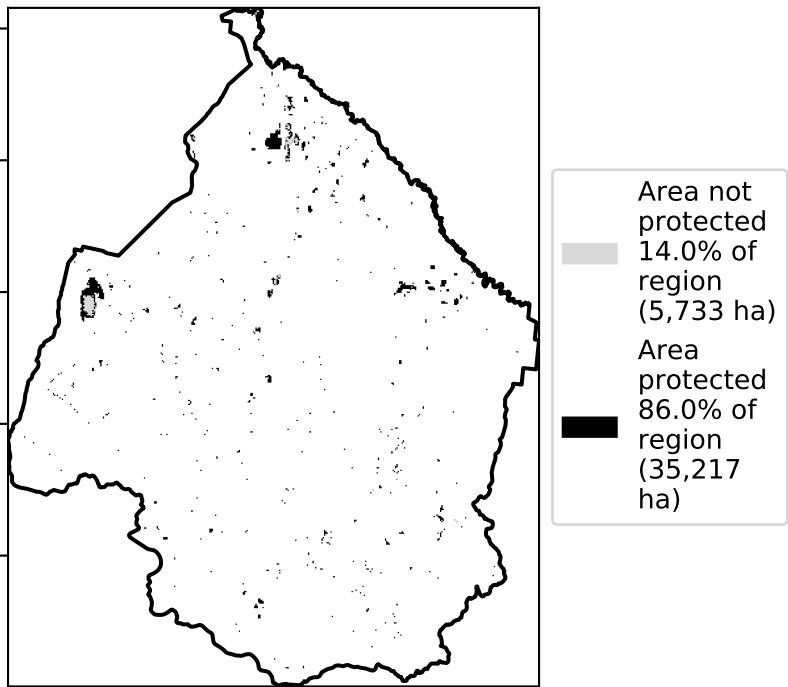 Area not
protected
14.0% of
region
(5,733 ha)
Area
protected
86.0% of
region
(35,217
ha)